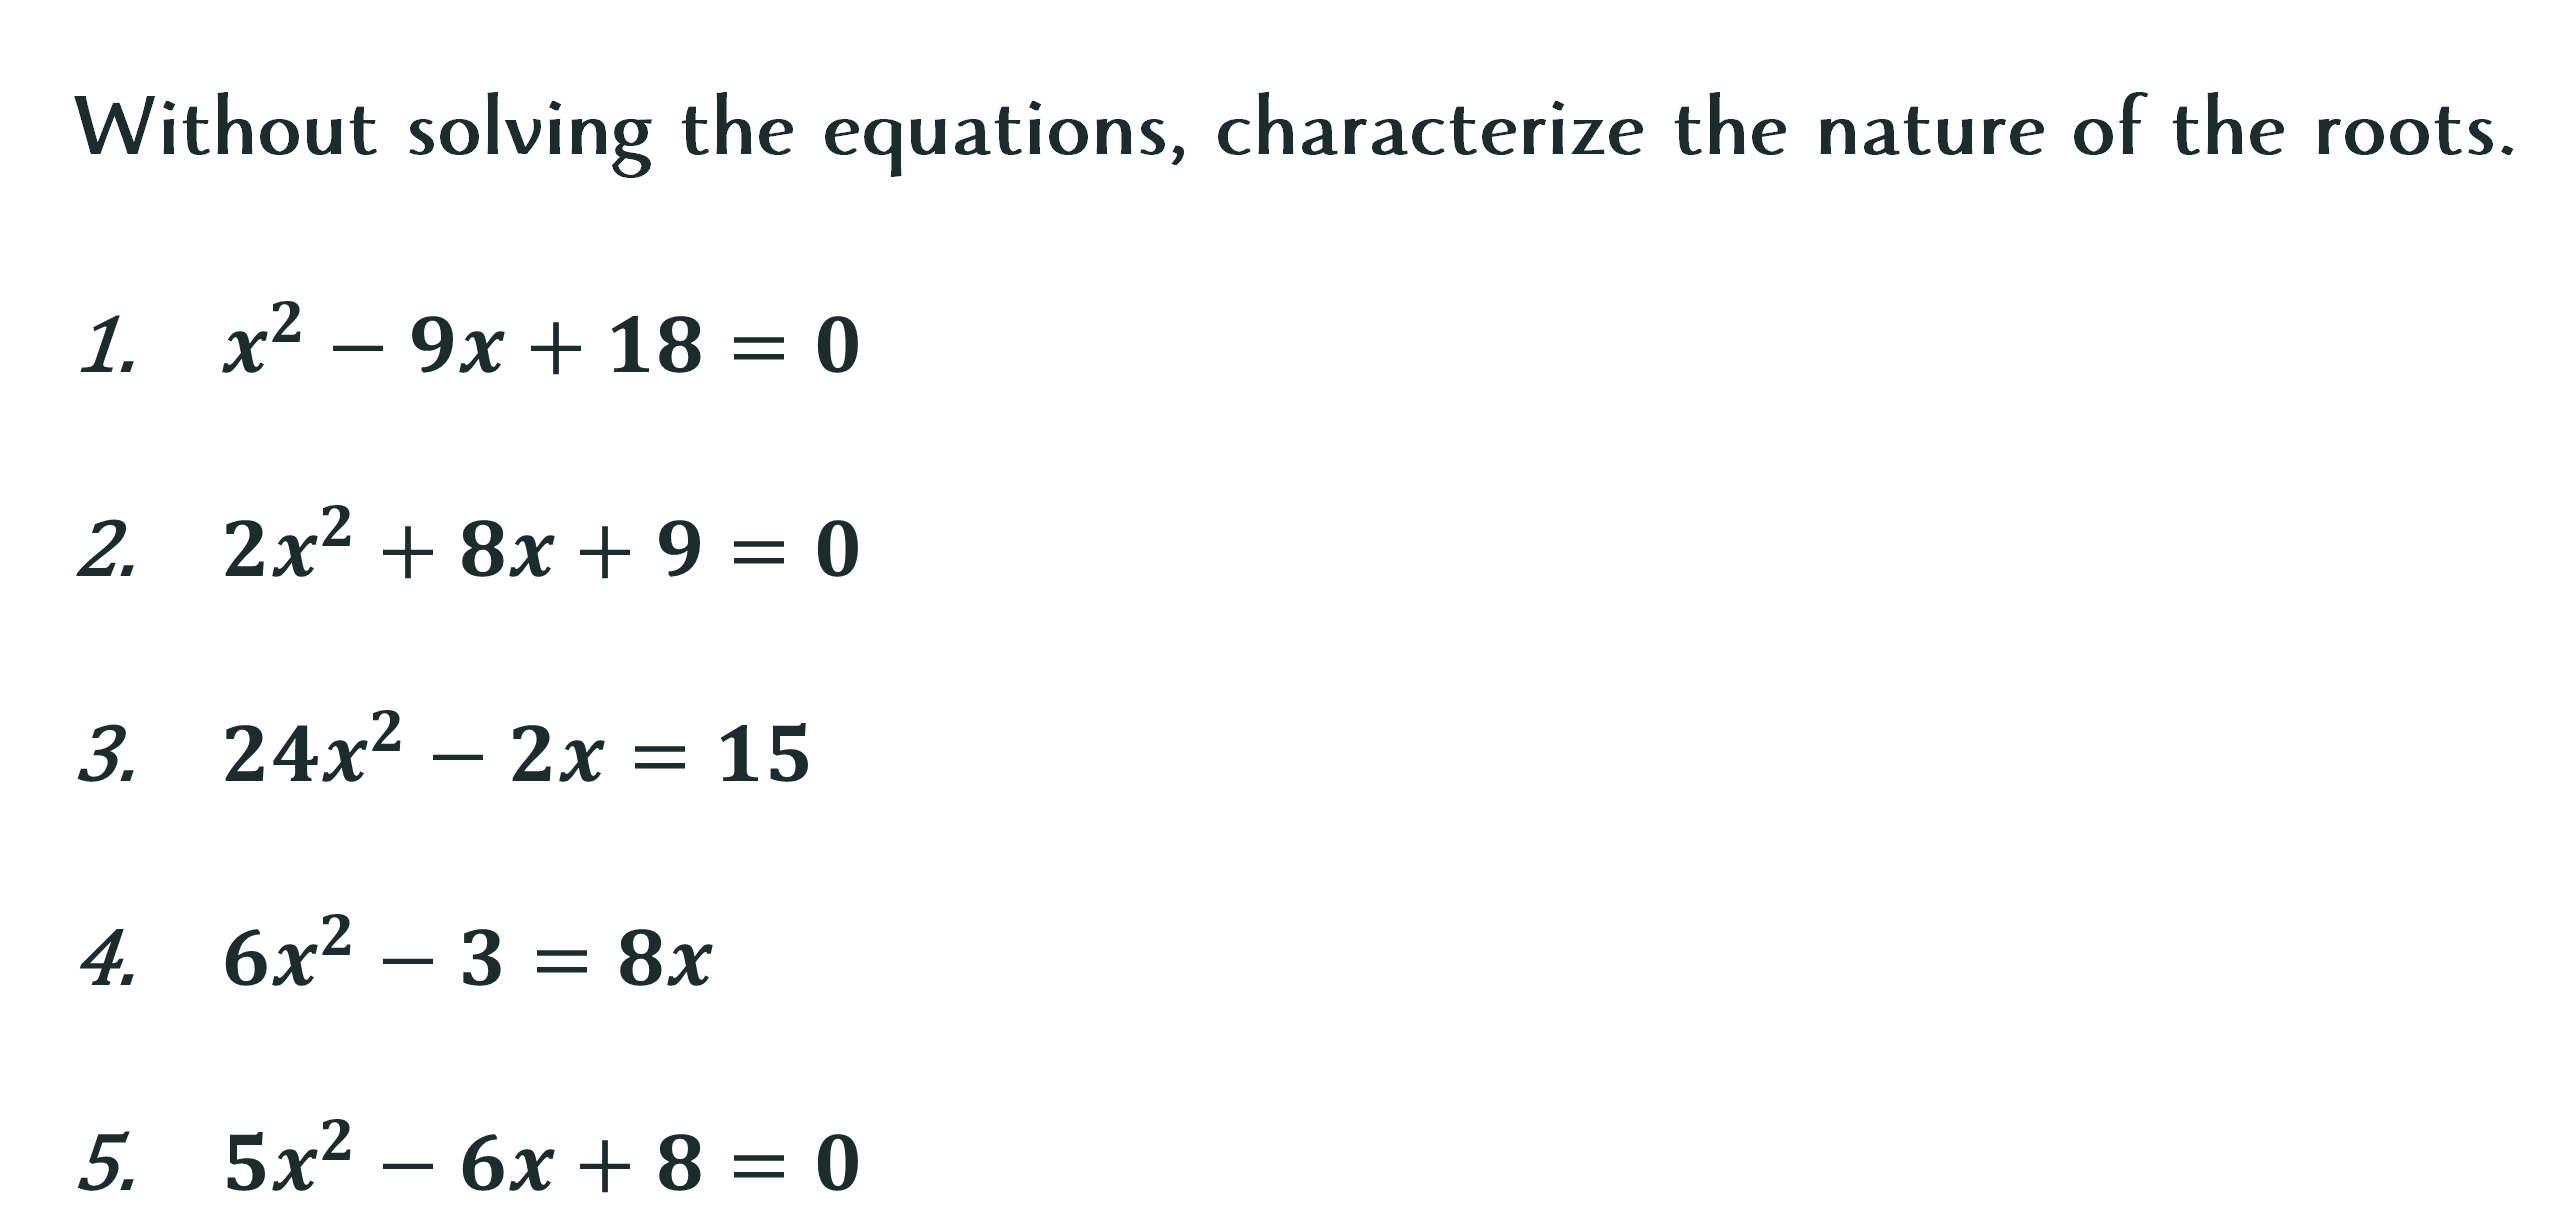 Without solving the equations, characterize the nature of the roots.
1. x² − 9x + 18 = 0
2. 2x² + 8x + 9 = 0
3. 24x² − 2x = 15
4. 6x² − 3 = 8x
5. 5x² − 6x + 8 = 0